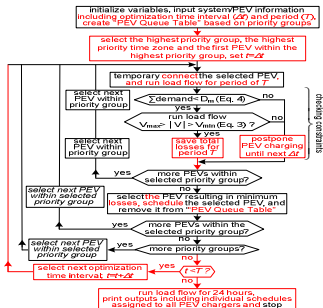 initialize variables, input system/PEV information
including optimization time interval (Δt) and period (T),
create "PEV Queue Table" based on priority groups
select the highest priority group, the highest
priority time zone and the first PEV within the
highest priority group, set t=Δt
temporary connect the selected PEV,
and run load flow for period of T
select next
PEV within
priority group
∑demand< Dm (Eq. 4)
no
yes
run load flow
Vmax> | V| > Vmin (Eq. 3) ?
no
checking constraints
select next
PEV within
priority group
yes
save total
losses for
period T
postpone
PEV charging
until next Δt
more PEVs within
priority group?
yes
no
select next
PEV within selected
priority group
select the PEV resulting in minimum
losses, schedule the selected PEV, and
remove it from "PEV Queue Table"
more PEVs within the
selected priority group?
yes
no
select next PEV
within selected
priority group
yes
more priority groups?
no
select next optimization
time interval, t=t+Δt
yes
t <T ?
no
run load flow for 24 hours,
print outputs including individual schedules
assigned to all PEV chargers and stop